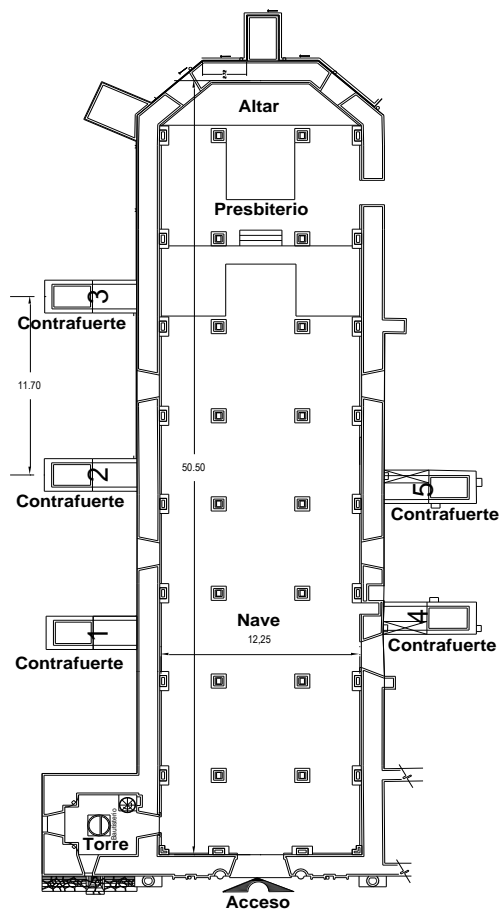 Altar
Presbiterio
3
Contrafuerte
11.70
50.50
2
Contrafuerte
5
Contrafuerte
1
Contrafuerte
Nave
12,25
4
Contrafuerte
Bautisterio
Torre
Acceso